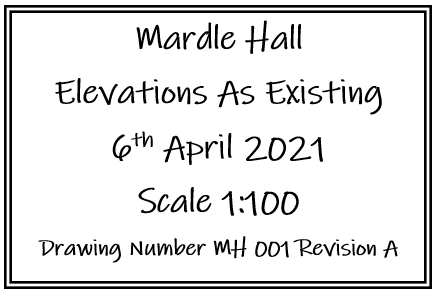 Mardle Hall
Elevations As Existing
6th April 2021
Scale 1:100
Drawing Number MH 001 Revision A